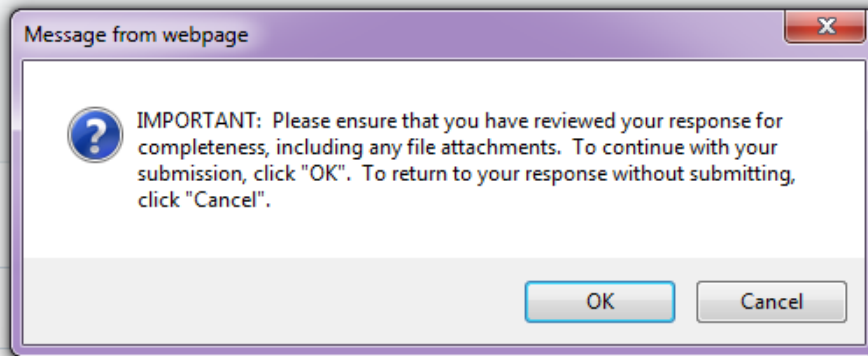 Message from webpage
IMPORTANT:  Please ensure that you have reviewed your response for
completeness, including any file attachments.  To continue with your
submission, click "OK".  To return to your response without submitting,
click "Cancel".
OK
Cancel